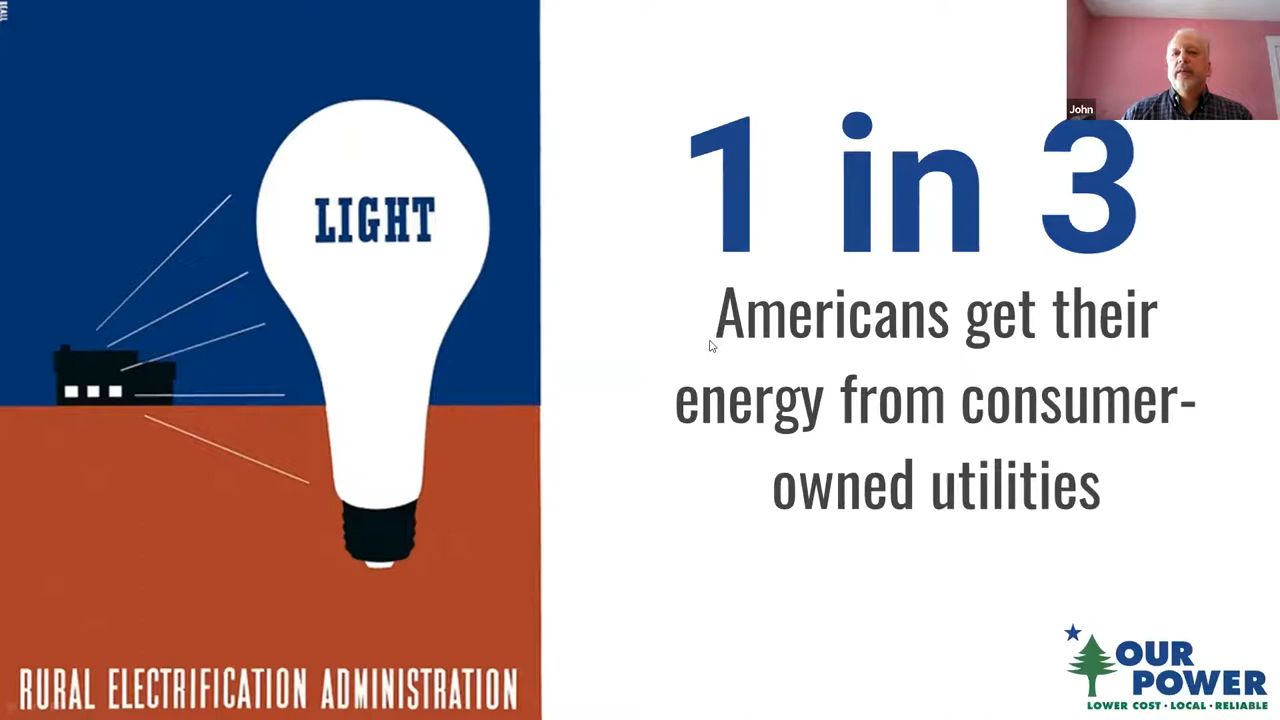 BEALL
LIGHT
RURAL ELECTRIFICATION ADMINISTRATION
John
1 in 3
Americans get their
energy from consumer-
owned utilities
OUR
POWER
LOWER COST · LOCAL · RELIABLE